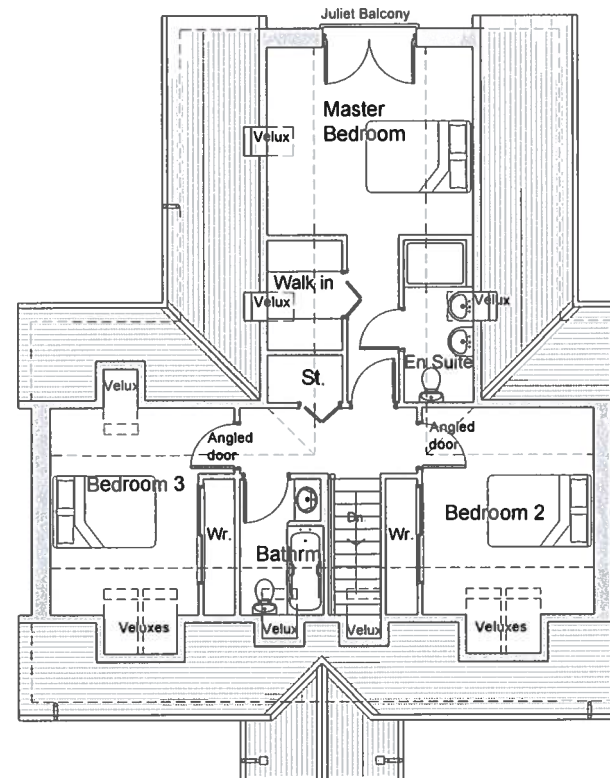 Juliet Balcony
Master
Bedroom
Velux
Walk in
Velux
Velux
En Suite
St.
Velux
Angled
door
Angled
door
Bedroom 3
Bedroom 2
Wr.
Dn.
Wr.
Bathrm
Veluxes
Velux
Velux
Veluxes